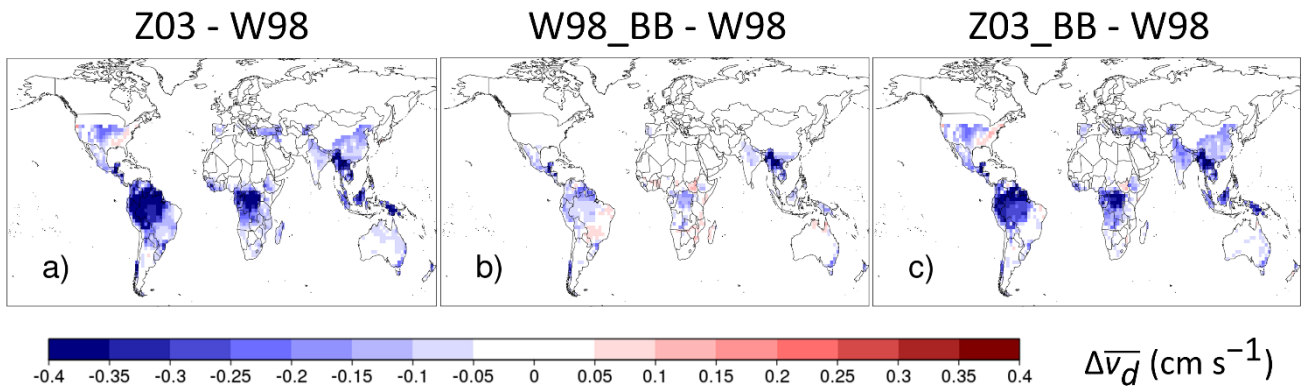 Z03 - W98 W98_BB - W98 Z03_BB - W98
a) b) c)
-0.4 -0.35 -0.3 -0.25 -0.2 -0.15 -0.1 -0.05 0 0.05 0.1 0.15 0.2 0.25 0.3 0.35 0.4
Δv̅_d̅ (cm s⁻¹)